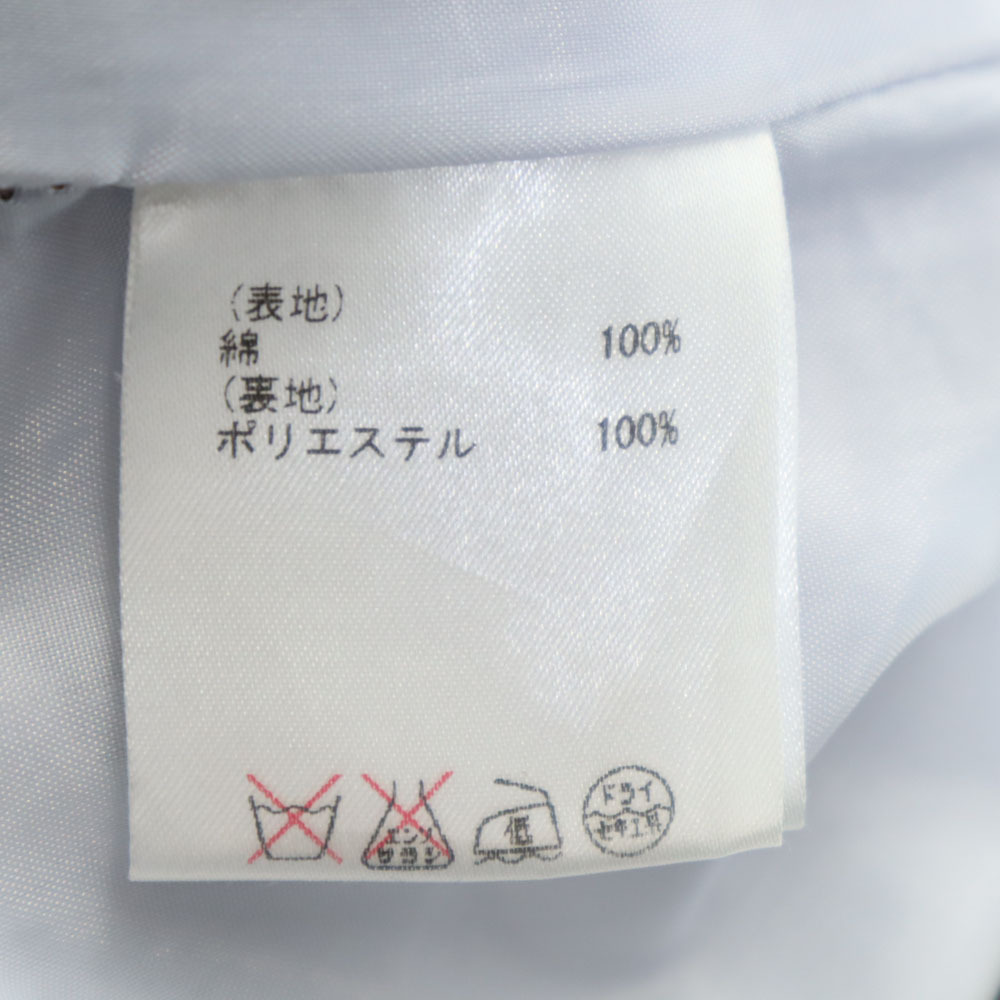 (表地)
綿 100%
(裏地)
ポリエステル 100%
エンソ
サラシ
低
ドライ
セキユ系